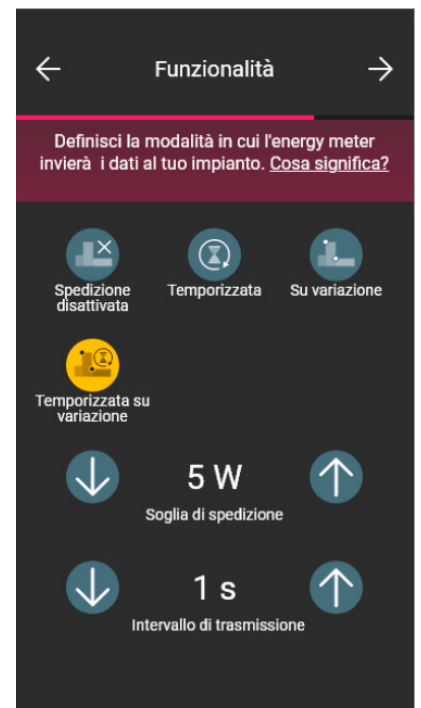 Funzionalità
Definisci la modalità in cui l'energy meter
invierà i dati al tuo impianto. Cosa significa?
Spedizione
disattivata
Temporizzata
Su variazione
Temporizzata su
variazione
5 W
Soglia di spedizione
1 s
Intervallo di trasmissione